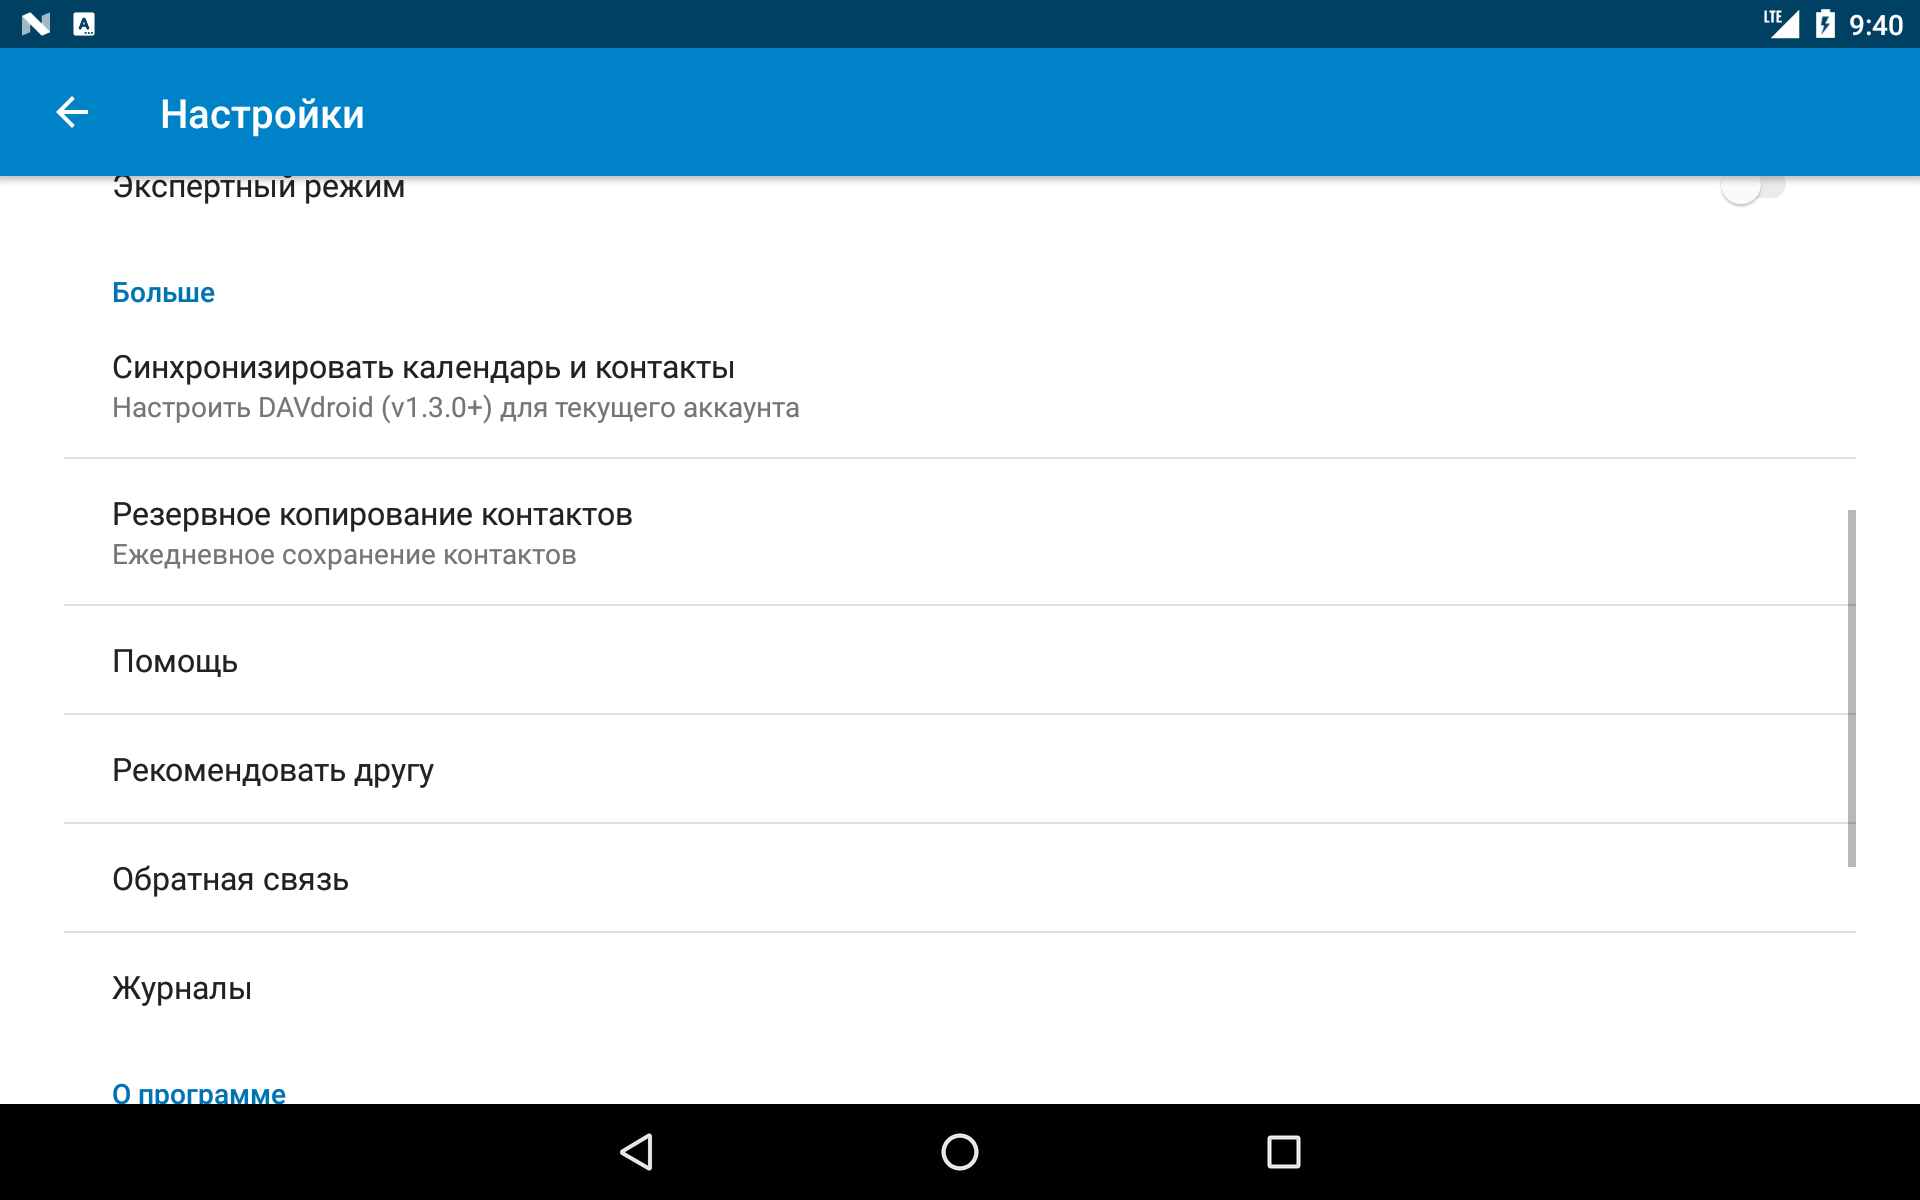 LTE 9:40
Настройки
Экспертный режим
Больше
Синхронизировать календарь и контакты
Настроить DAVdroid (v1.3.0+) для текущего аккаунта
Резервное копирование контактов
Ежедневное сохранение контактов
Помощь
Рекомендовать другу
Обратная связь
Журналы
О программе